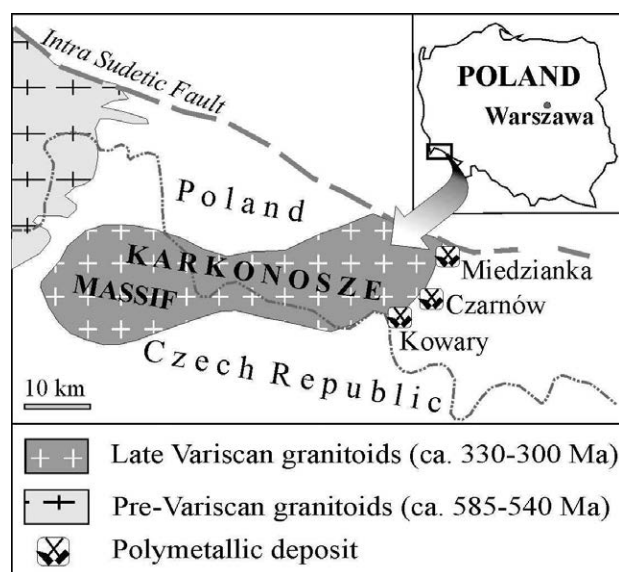 Intra Sudetic Fault
POLAND
Warszawa
Poland
KARKONOSZE
MASSIF
Miedzianka
Czarnów
Kowary
Czech Republic
10 km
Late Variscan granitoids (ca. 330-300 Ma)
Pre-Variscan granitoids (ca. 585-540 Ma)
Polymetallic deposit